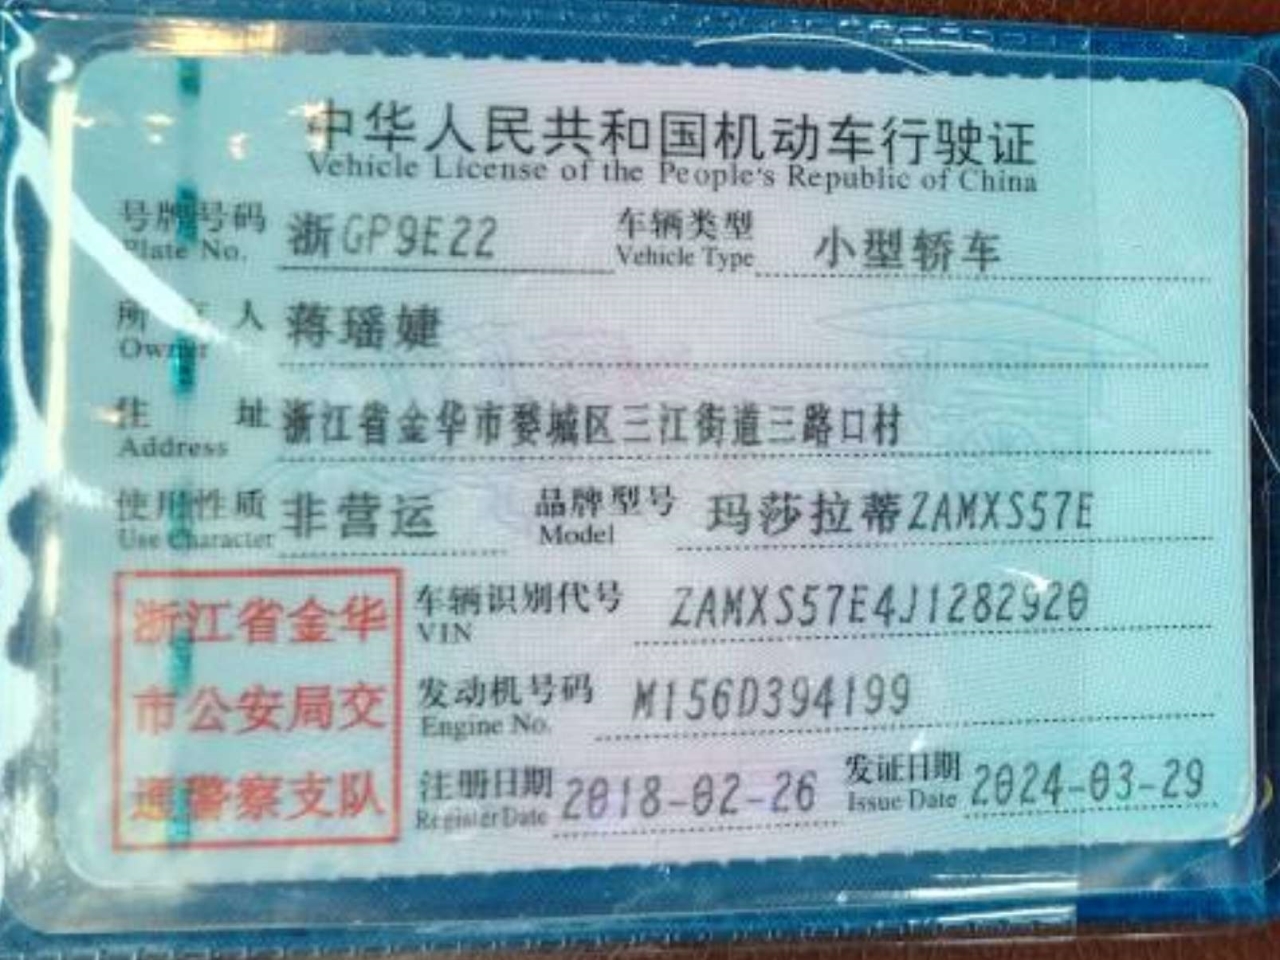 中华人民共和国机动车行驶证
Vehicle License of the People's Republic of China
号牌号码 浙GP9E22 车辆类型 小型轿车
Plate No. Vehicle Type
所有人 蒋瑶婕
Owner
住址 浙江省金华市婺城区三江街道三路口村
Address
使用性质 非营运 品牌型号 玛莎拉蒂ZAMXS57E
Use Character Model
浙江省金华
市公安局交
通警察支队
车辆识别代号 ZAMXS57E4J1282920
VIN
发动机号码 M156D394199
Engine No.
注册日期 2018-02-26 发证日期 2024-03-29
Register Date Issue Date